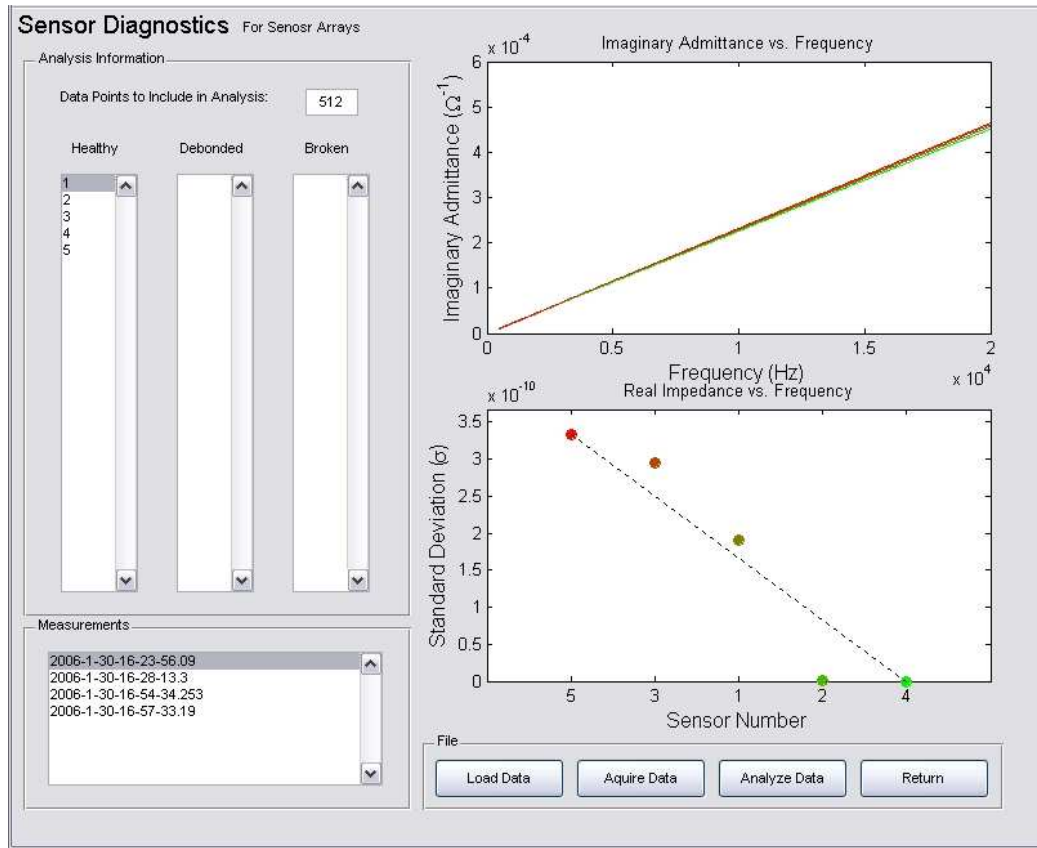 Sensor Diagnostics For Senosr Arrays
Analysis Information
Data Points to Include in Analysis: 512
Healthy Debonded Broken
1
2
3
4
5
Measurements
2006-1-30-16-23-56.09
2006-1-30-16-28-13.3
2006-1-30-16-54-34.253
2006-1-30-16-57-33.19
x 10⁻⁴
Imaginary Admittance vs. Frequency
Imaginary Admittance (Ω⁻¹)
6
5
4
3
2
1
0
0 0.5 1 1.5 2
Frequency (Hz)
x 10⁴
x 10⁻¹⁰
Real Impedance vs. Frequency
Standard Deviation (σ)
3.5
3
2.5
2
1.5
1
0.5
0
5 3 1 2 4
Sensor Number
File
Load Data Aquire Data Analyze Data Return